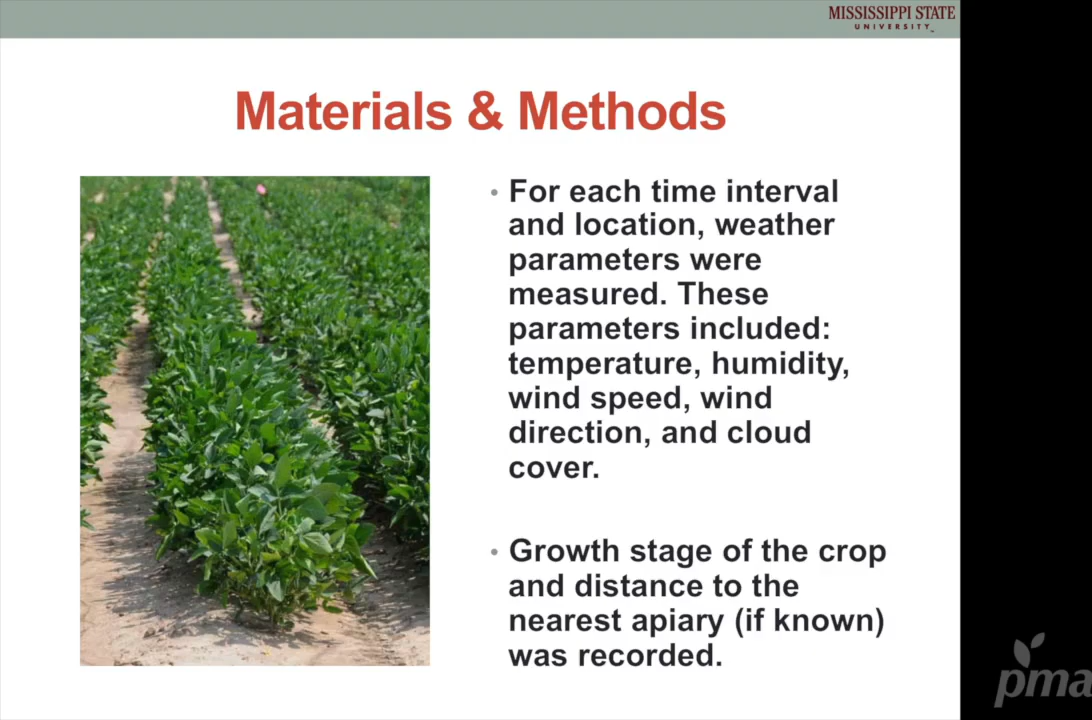 MISSISSIPPI STATE
UNIVERSITY™
Materials & Methods
• For each time interval
and location, weather
parameters were
measured. These
parameters included:
temperature, humidity,
wind speed, wind
direction, and cloud
cover.
• Growth stage of the crop
and distance to the
nearest apiary (if known)
was recorded.
pma